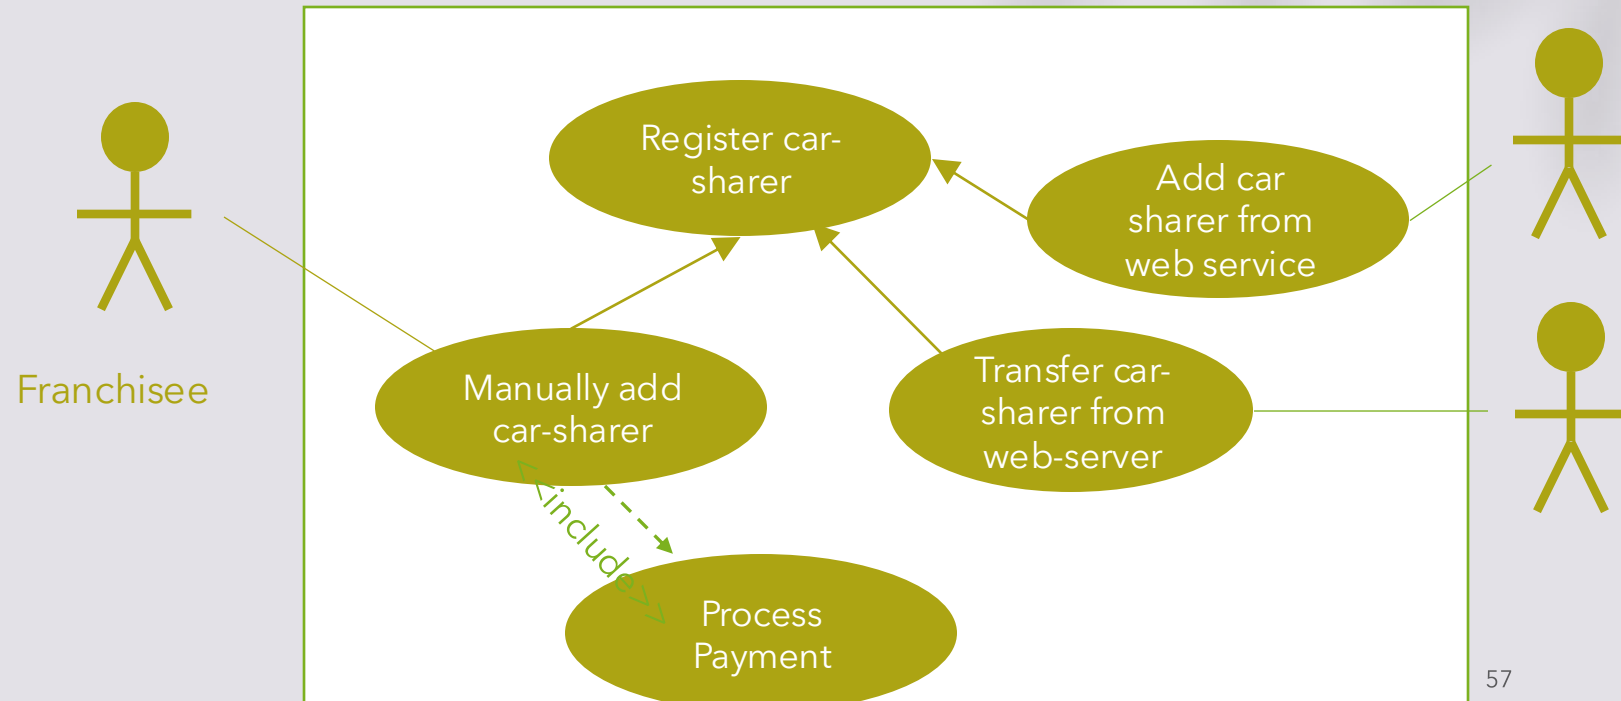 Register car-
sharer
Add car
sharer from
web service
Franchisee
Manually add
car-sharer
Transfer car-
sharer from
web-server
<<include>>
Process
Payment
57